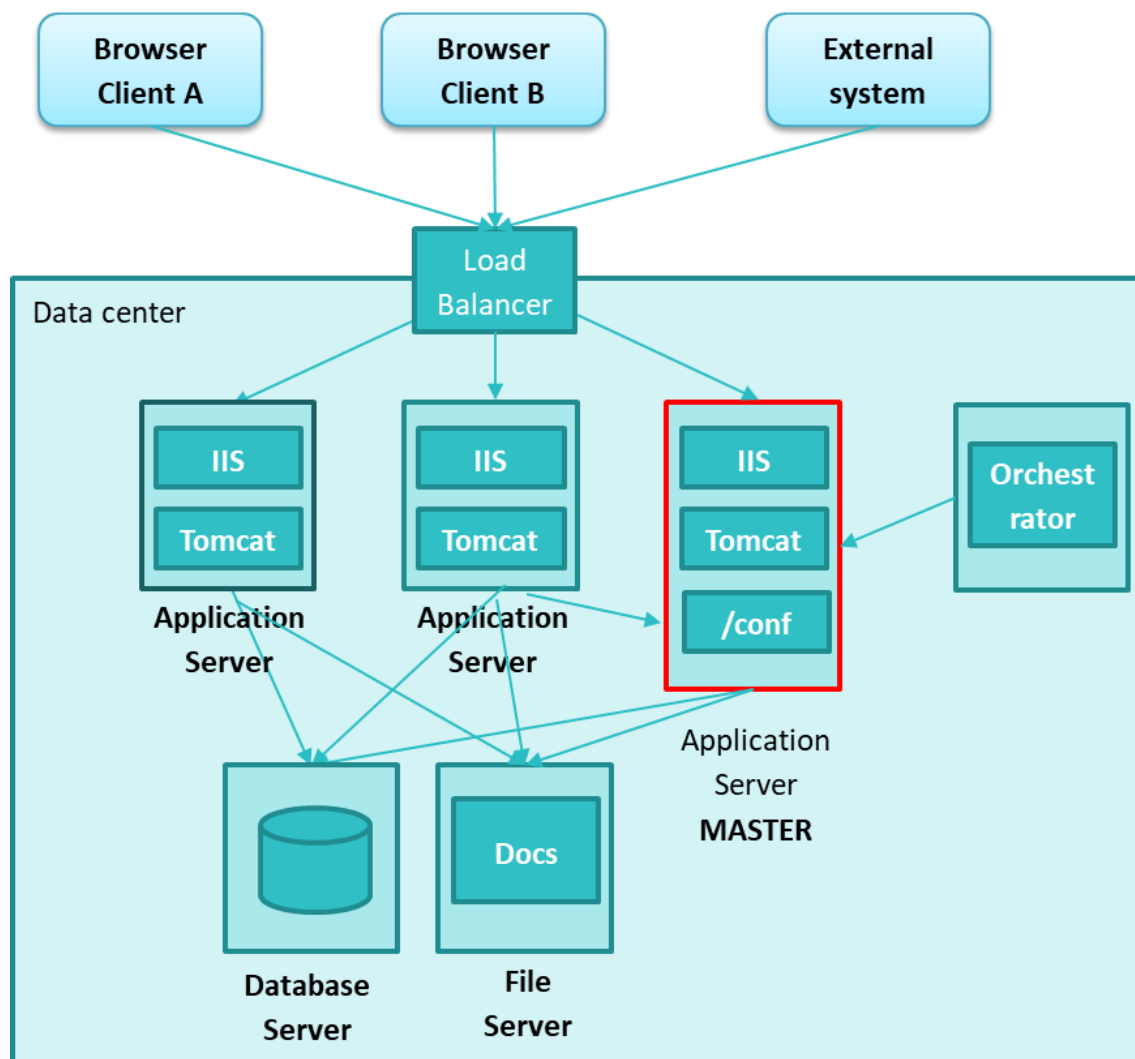 Browser
Client A
Browser
Client B
External
system
Load
Balancer
Data center
IIS
Tomcat
Application
Server
IIS
Tomcat
Application
Server
IIS
Tomcat
/conf
Application
Server
MASTER
Orchest
rator
Database
Server
Docs
File
Server